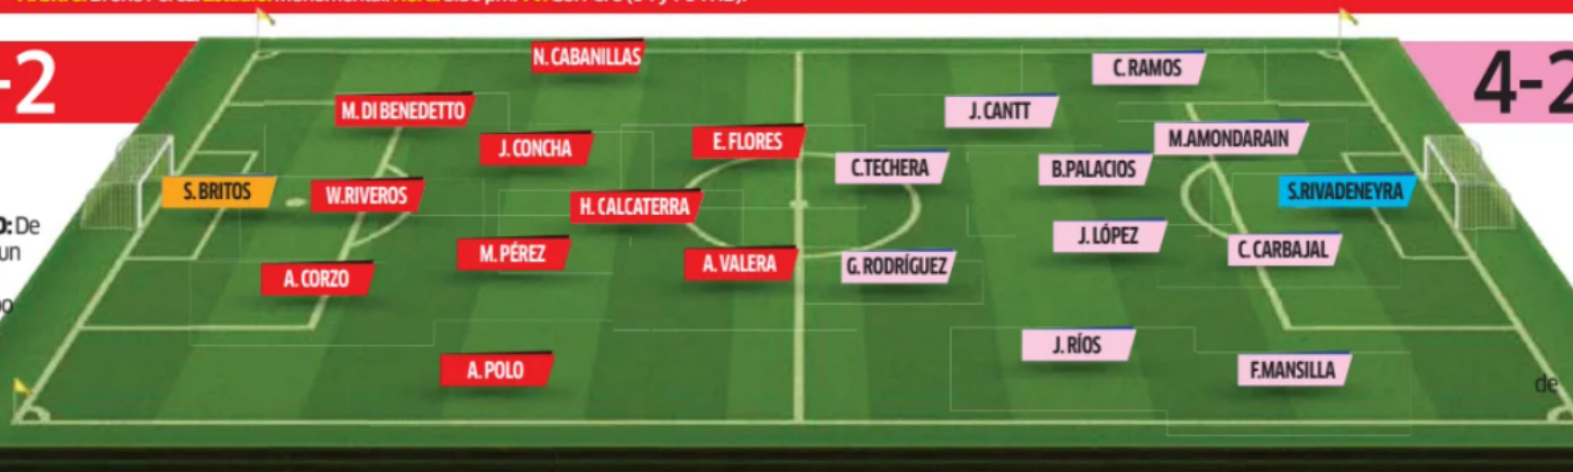 -2
4-2
N. CABANILLAS
C. RAMOS
M. DI BENEDETTO
J. CANTT
J. CONCHA
E. FLORES
M.AMONDARAIN
C.TECHERA
B.PALACIOS
S. BRITOS
W.RIVEROS
S.RIVADENEYRA
H. CALCATERRA
J. LÓPEZ
M. PÉREZ
A. VALERA
G. RODRÍGUEZ
C. CARBAJAL
A. CORZO
J. RÍOS
A. POLO
F.MANSILLA
O: De
un
de